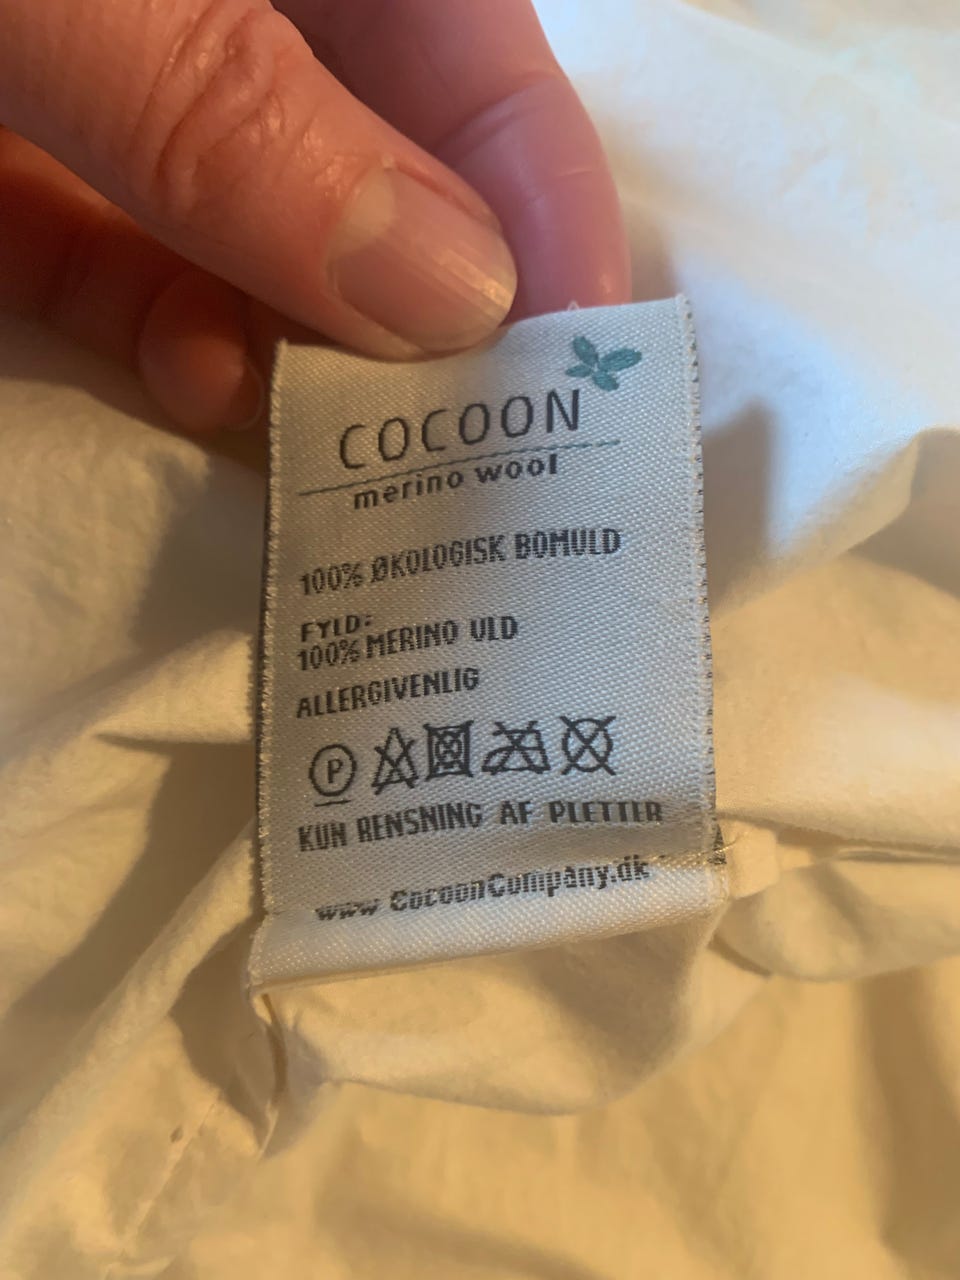 COCOON
merino wool
100% ØKOLOGISK BOMULD
FYLD:
100% MERINO ULD
ALLERGIVENLIG
P
KUN RENSNING AF PLETTER
www CocoonCompany.dk